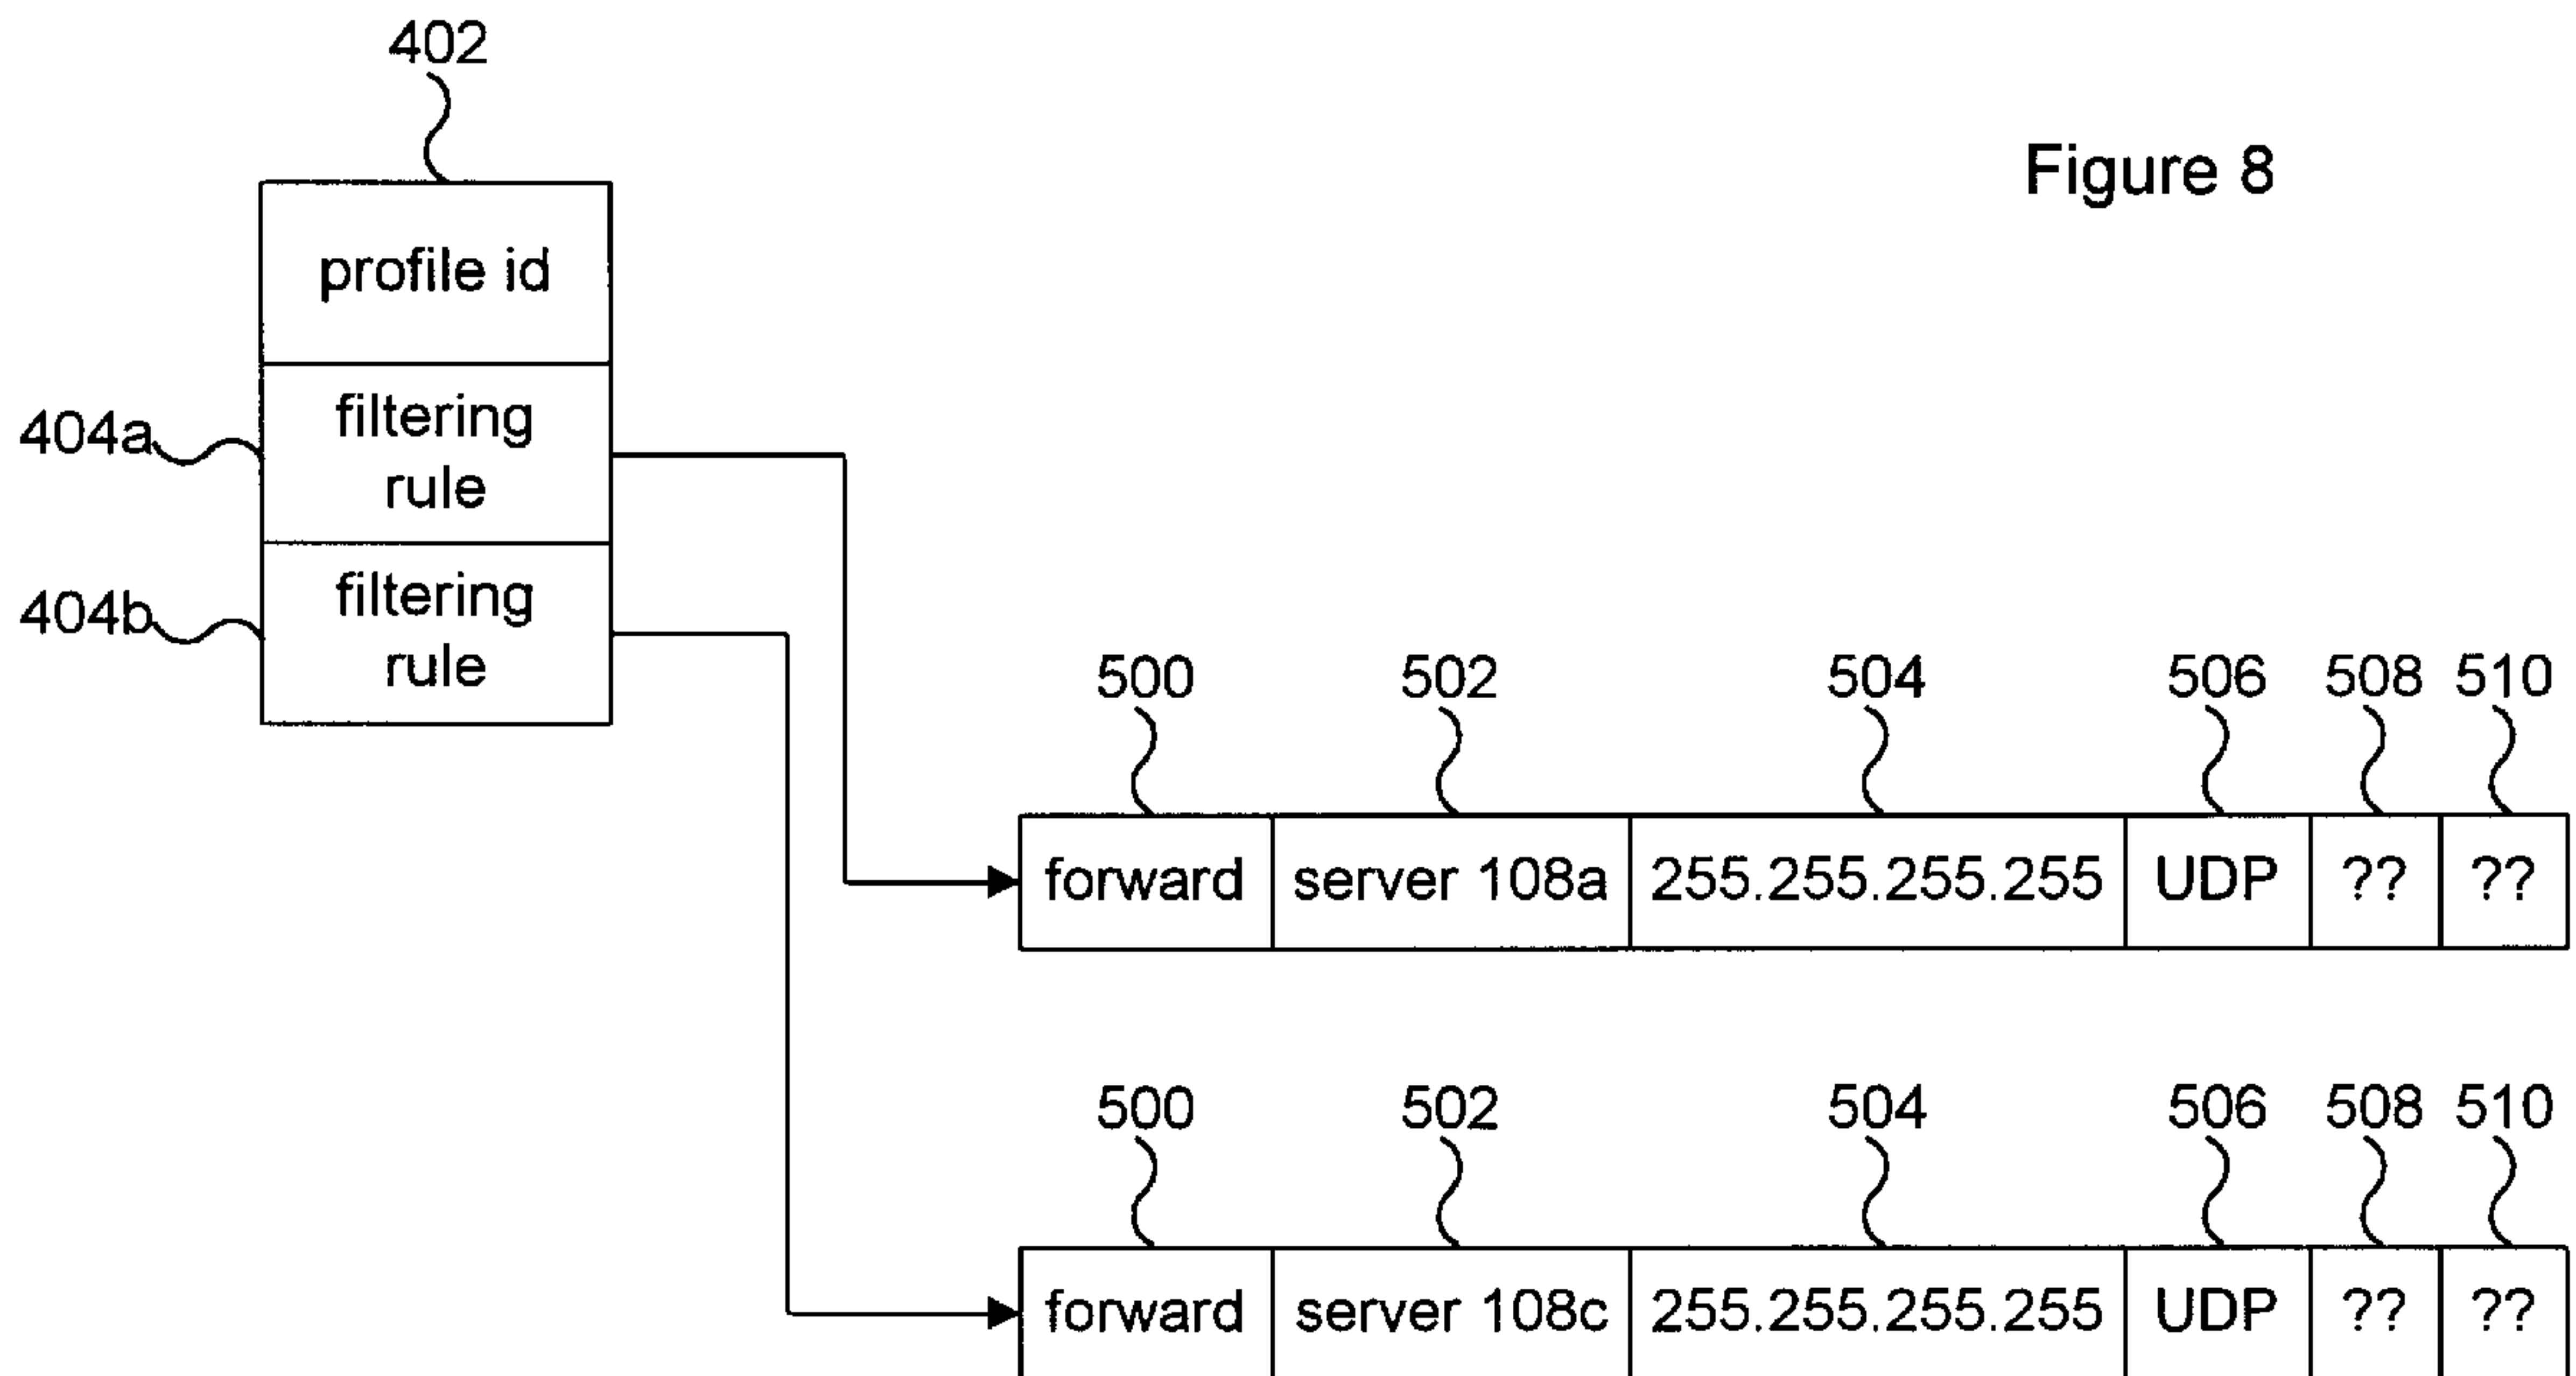 402
Figure 8
profile id
404a
filtering
rule
404b
filtering
rule
500 502 504 506 508 510
forward server 108a 255.255.255.255 UDP ?? ??
500 502 504 506 508 510
forward server 108c 255.255.255.255 UDP ?? ??